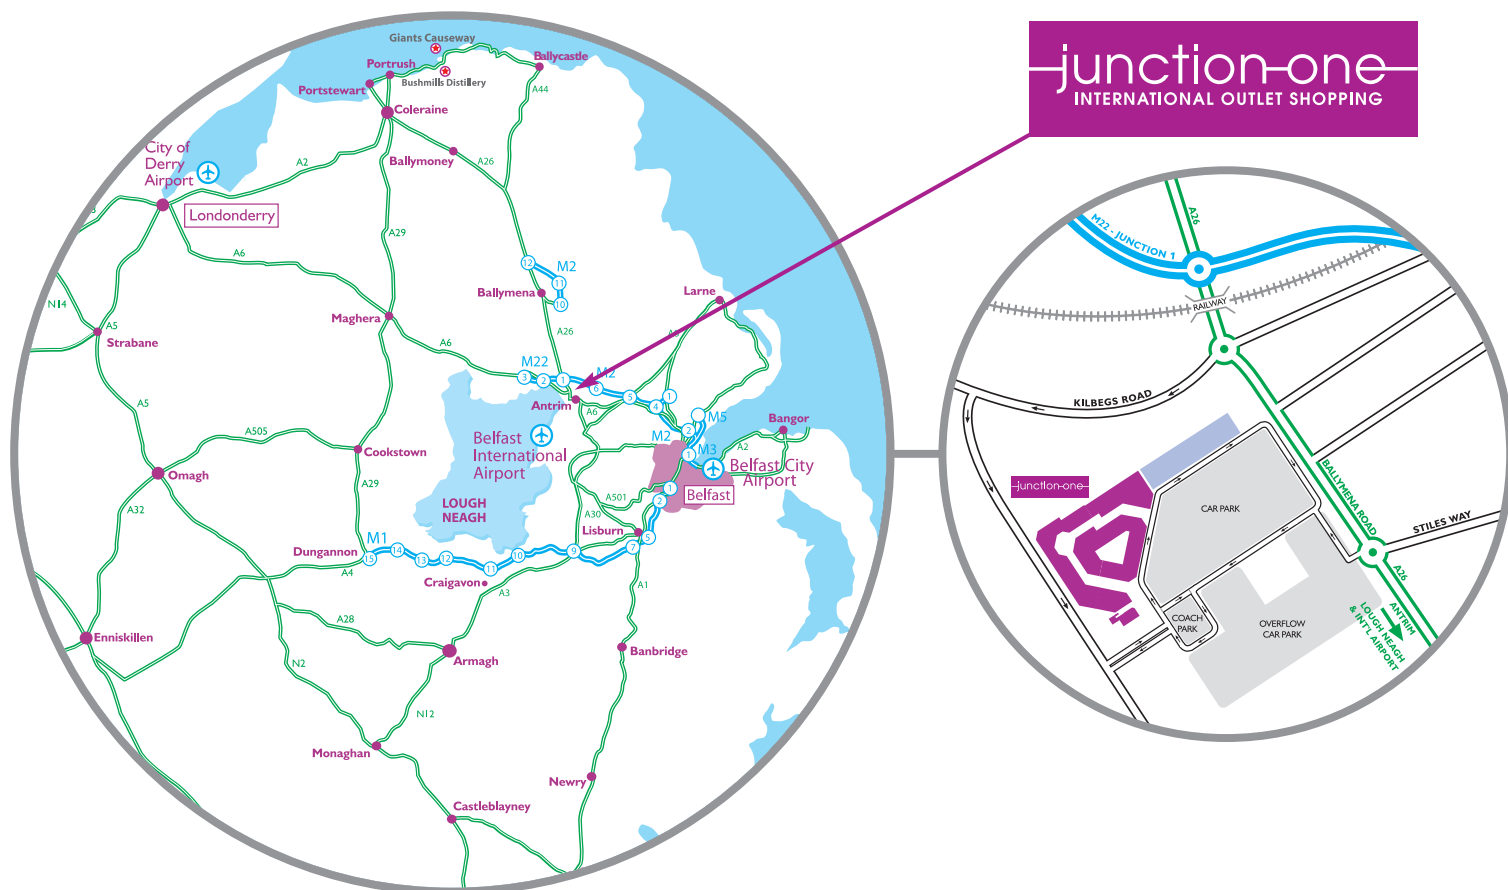 junction-one
INTERNATIONAL OUTLET SHOPPING
Giants Causeway
Ballycastle
Portrush
Bushmills Distillery
Portstewart
A44
Coleraine
City of
Derry
Airport
A2
Ballymoney
A26
Londonderry
A29
A6
12
M2
11
10
N14
Ballymena
Larne
Maghera
A5
Strabane
A26
A6
M22
3
2
1
M2
6
5
1
4
Antrim
A6
A5
M5
Bangor
2
M2
M3
A2
1
A505
Belfast
International
Airport
Belfast City
Airport
Cookstown
Omagh
A29
LOUGH
NEAGH
A501
1
2
Belfast
A32
A30
Lisburn
5
Dungannon
M1
15
14
13
12
11
10
9
7
A4
Craigavon
A3
A1
A28
Enniskillen
N2
Armagh
Banbridge
N12
Monaghan
Newry
Castleblayney
A26
M22 - JUNCTION 1
RAILWAY
KILBEGS ROAD
junction-one
CAR PARK
BALLYMENA ROAD
STILES WAY
A26
COACH
PARK
OVERFLOW
CAR PARK
ANTRIM
LOUGH NEAGH
& INT'L AIRPORT